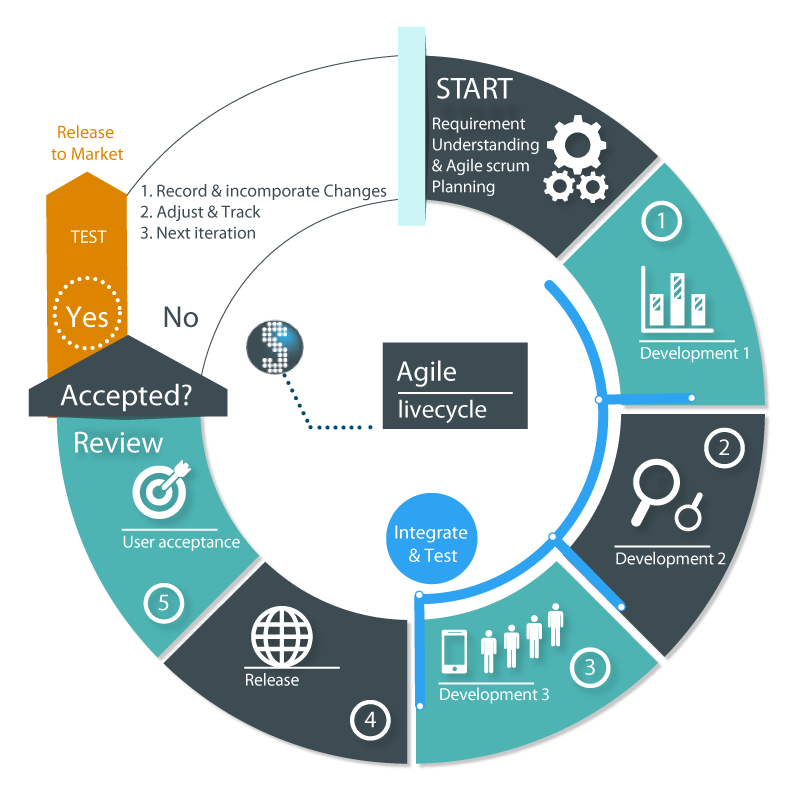 START
Requirement
Understanding
& Agile scrum
Planning
1
Development 1
2
Development 2
3
Development 3
4
Release
5
User acceptance
Review
Accepted?
Yes
No
TEST
Release
to Market
1. Record & incomporate Changes
2. Adjust & Track
3. Next iteration
S
Agile
livecycle
Integrate
& Test